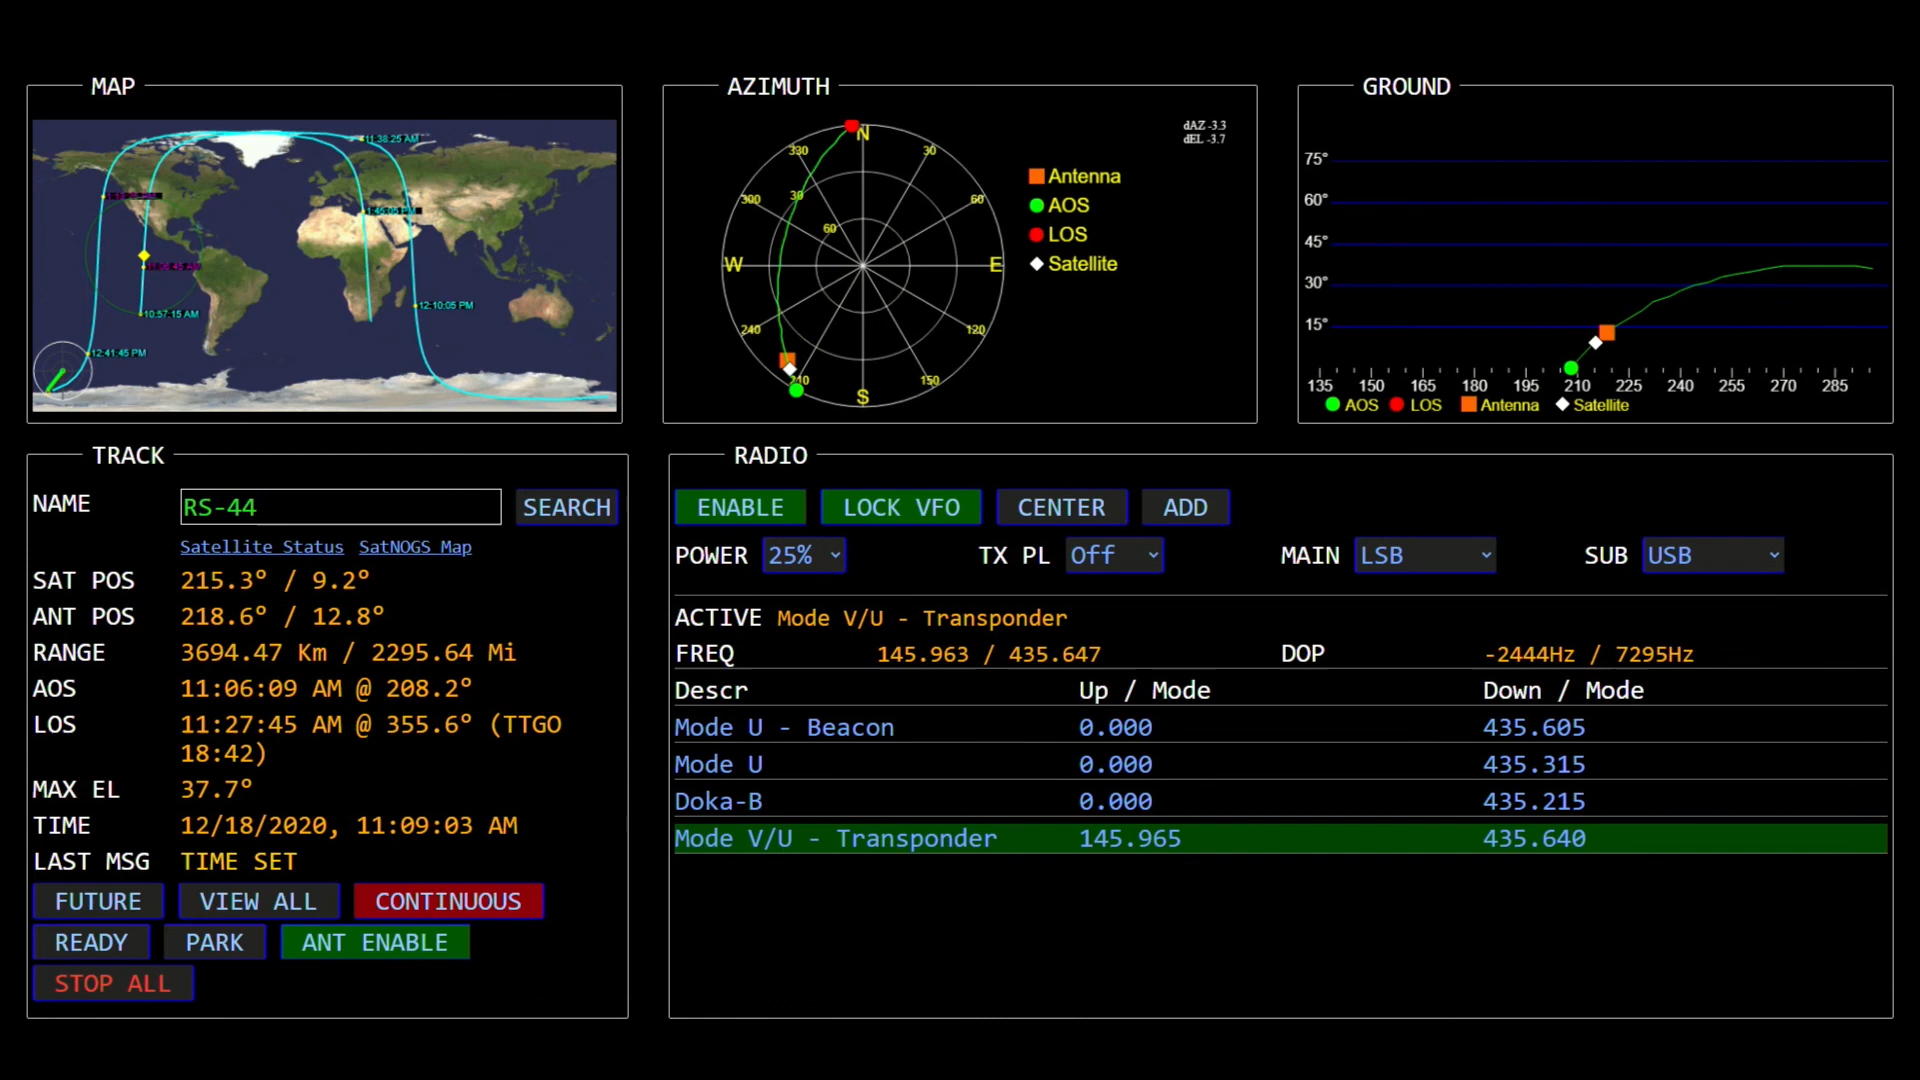 MAP
11:38:25 AM
1:45:05 PM
12:10:05 PM
10:57:15 AM
12:41:45 PM
AZIMUTH
dAZ -3.3
dEL -3.7
N
30
60
E
120
150
S
210
240
W
300
330
30
60
Antenna
AOS
LOS
Satellite
GROUND
75°
60°
45°
30°
15°
135 150 165 180 195 210 225 240 255 270 285
AOS LOS Antenna Satellite
TRACK
NAME RS-44 SEARCH
Satellite Status SatNOGS Map
SAT POS 215.3° / 9.2°
ANT POS 218.6° / 12.8°
RANGE 3694.47 Km / 2295.64 Mi
AOS 11:06:09 AM @ 208.2°
LOS 11:27:45 AM @ 355.6° (TTGO
18:42)
MAX EL 37.7°
TIME 12/18/2020, 11:09:03 AM
LAST MSG TIME SET
FUTURE VIEW ALL CONTINUOUS
READY PARK ANT ENABLE
STOP ALL
RADIO
ENABLE LOCK VFO CENTER ADD
POWER 25% TX PL Off MAIN LSB SUB USB
ACTIVE Mode V/U - Transponder
FREQ 145.963 / 435.647 DOP -2444Hz / 7295Hz
Descr Up / Mode Down / Mode
Mode U - Beacon 0.000 435.605
Mode U 0.000 435.315
Doka-B 0.000 435.215
Mode V/U - Transponder 145.965 435.640